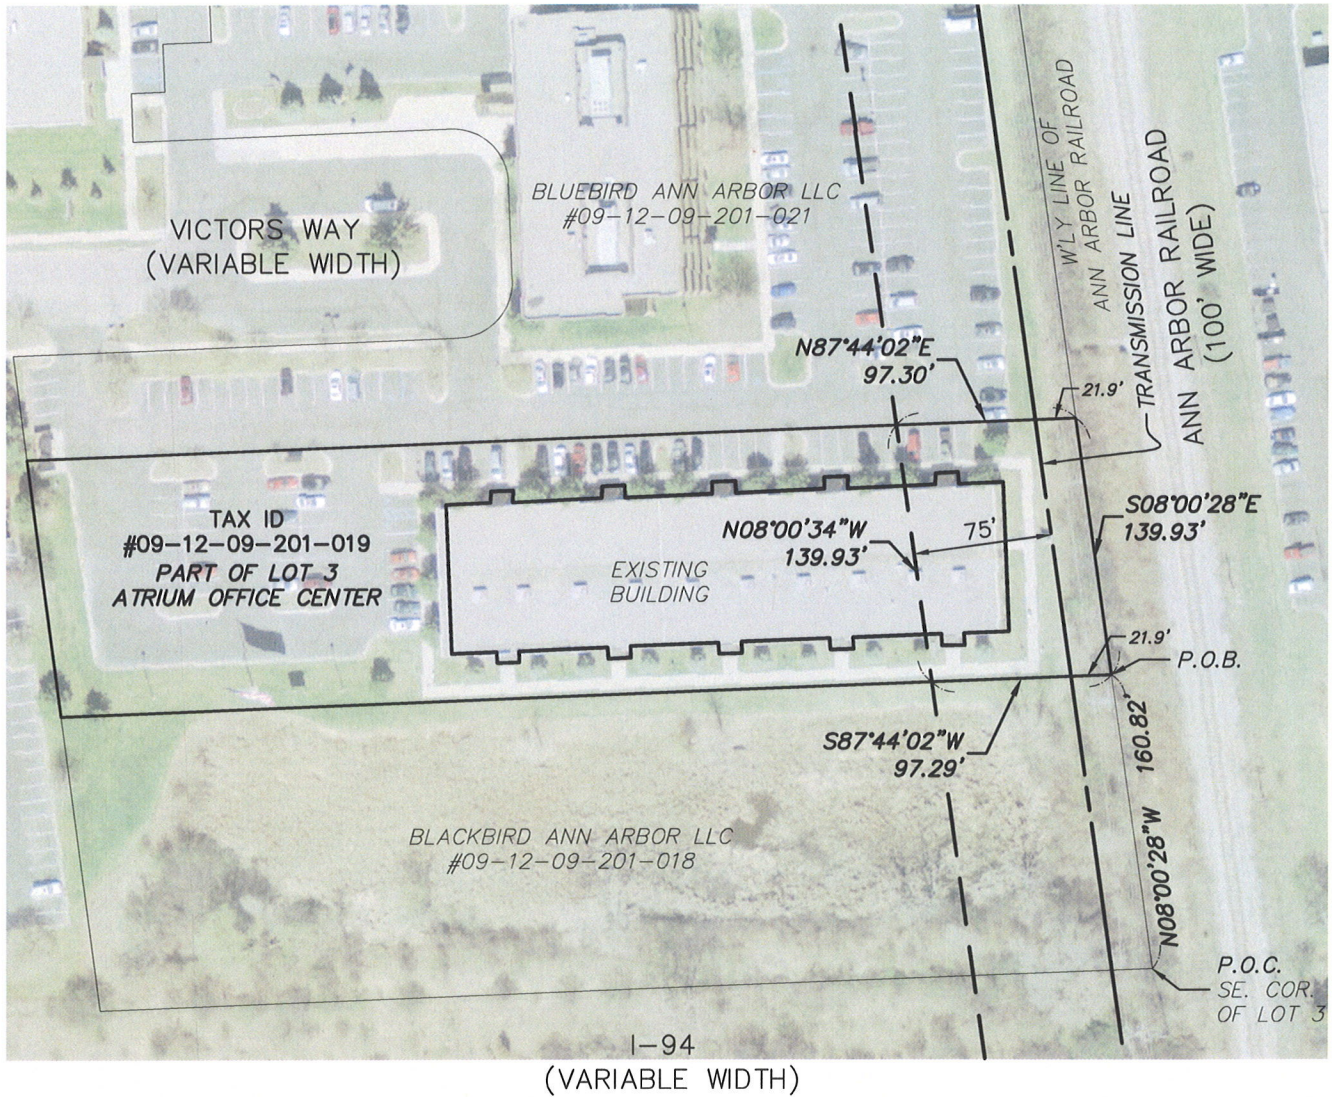 BLUEBIRD ANN ARBOR LLC
#09-12-09-201-021
VICTORS WAY
(VARIABLE WIDTH)
W'LY LINE OF
ANN ARBOR RAILROAD
TRANSMISSION LINE
ANN ARBOR RAILROAD
(100' WIDE)
N87°44'02"E
97.30'
21.9'
TAX ID
#09-12-09-201-019
PART OF LOT 3
ATRIUM OFFICE CENTER
EXISTING
BUILDING
N08°00'34"W
139.93'
75'
S08°00'28"E
139.93'
21.9'
P.O.B.
S87°44'02"W
97.29'
N08°00'28"W 160.82'
BLACKBIRD ANN ARBOR LLC
#09-12-09-201-018
P.O.C.
SE. COR.
OF LOT 3
I-94
(VARIABLE WIDTH)